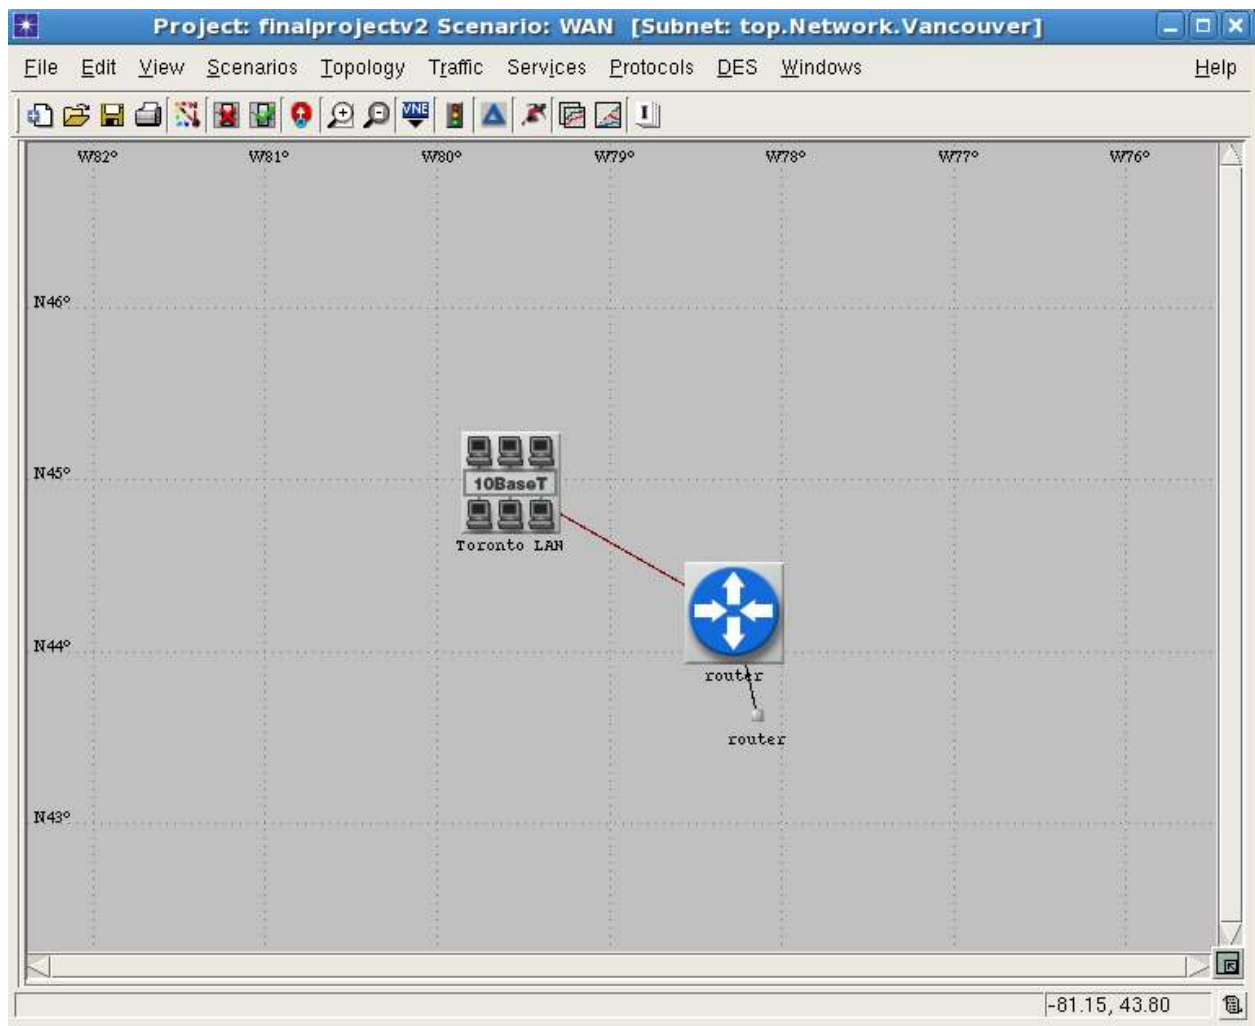 Project: finalprojectv2 Scenario: WAN [Subnet: top.Network.Vancouver]
File Edit View Scenarios Topology Traffic Services Protocols DES Windows Help
VNE
W82° W81° W80° W79° W78° W77° W76°
N46°
N45°
10BaseT
Toronto LAN
N44°
router
router
N43°
-81.15, 43.80